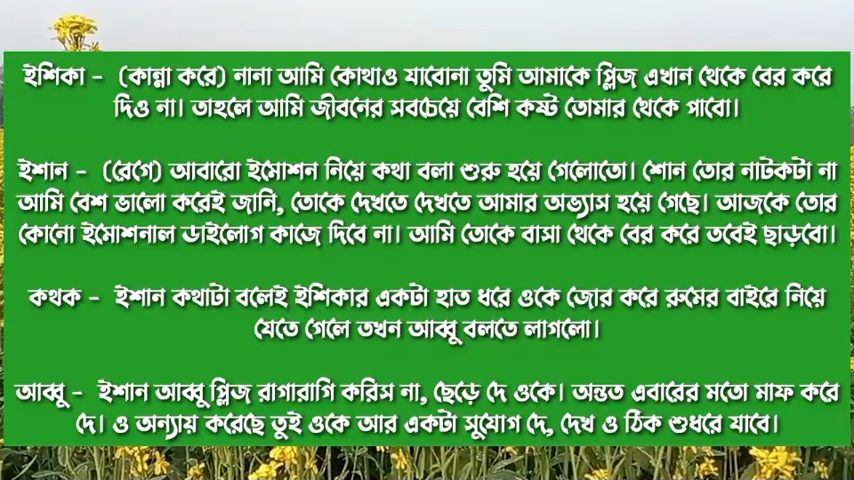 ইশিকা - (কান্না করে) নানা আমি কোথাও যাবোনা তুমি আমাকে প্লিজ এখান থেকে বের করে
দিও না। তাহলে আমি জীবনের সবচেয়ে বেশি কষ্ট তোমার থেকে পাবো।
ইশান - (রেগে) আবারো ইমোশন নিয়ে কথা বলা শুরু হয়ে গেলোতো। শোন তোর নাটকটা না
আমি বেশ ভালো করেই জানি, তোকে দেখতে দেখতে আমার অভ্যাস হয়ে গেছে। আজকে তোর
কোনো ইমোশনাল ডাইলোগ কাজে দিবে না। আমি তোকে বাসা থেকে বের করে তবেই ছাড়বো।
কথক - ইশান কথাটা বলেই ইশিকার একটা হাত ধরে ওকে জোর করে রুমের বাইরে নিয়ে
যেতে গেলে তখন আব্বু বলতে লাগলো।
আব্বু - ইশান আব্বু প্লিজ রাগারাগি করিস না, ছেড়ে দে ওকে। অন্তত এবারের মতো মাফ করে
দে। ও অন্যায় করেছে তুই ওকে আর একটা সুযোগ দে, দেখ ও ঠিক শুধরে যাবে।